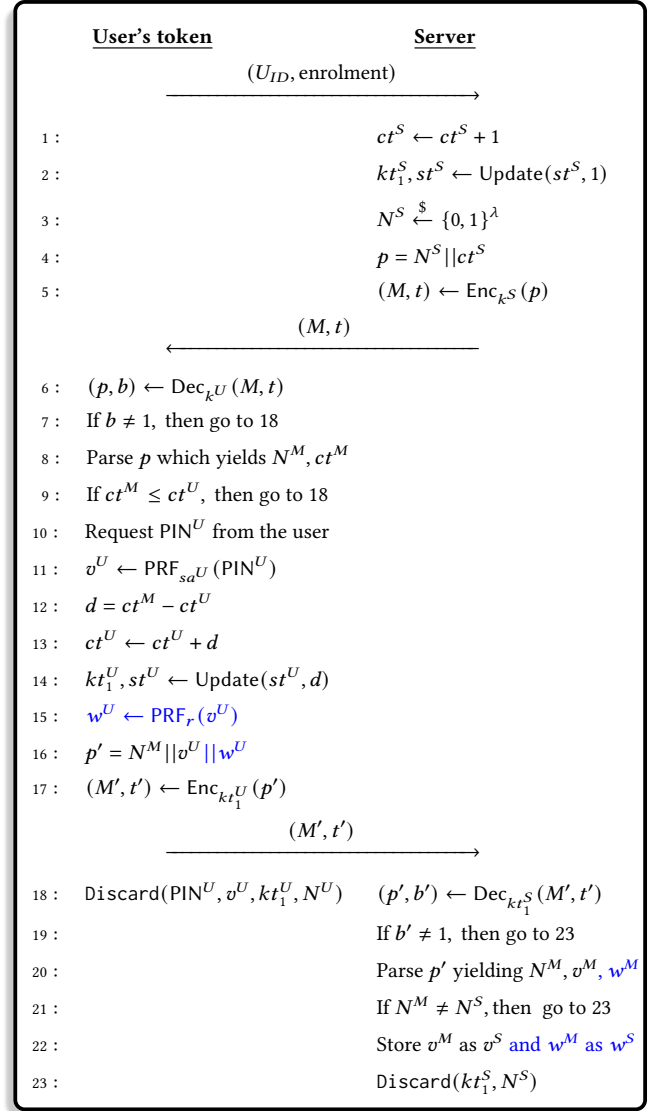 User's token Server
(U_{ID}, enrolment)
1 : ct^S ← ct^S + 1
2 : kt_1^S, st^S ← Update(st^S, 1)
3 : N^S $← {0, 1}^λ
4 : p = N^S||ct^S
5 : (M, t) ← Enc_{k^S}(p)
(M, t)
6 : (p, b) ← Dec_{k^U}(M, t)
7 : If b ≠ 1, then go to 18
8 : Parse p which yields N^M, ct^M
9 : If ct^M ≤ ct^U, then go to 18
10 : Request PIN^U from the user
11 : v^U ← PRF_{sa^U}(PIN^U)
12 : d = ct^M − ct^U
13 : ct^U ← ct^U + d
14 : kt_1^U, st^U ← Update(st^U, d)
15 : w^U ← PRF_r(v^U)
16 : p′ = N^M||v^U||w^U
17 : (M′, t′) ← Enc_{kt_1^U}(p′)
(M′, t′)
18 : Discard(PIN^U, v^U, kt_1^U, N^U) (p′, b′) ← Dec_{kt_1^S}(M′, t′)
19 : If b′ ≠ 1, then go to 23
20 : Parse p′ yielding N^M, v^M, w^M
21 : If N^M ≠ N^S, then go to 23
22 : Store v^M as v^S and w^M as w^S
23 : Discard(kt_1^S, N^S)